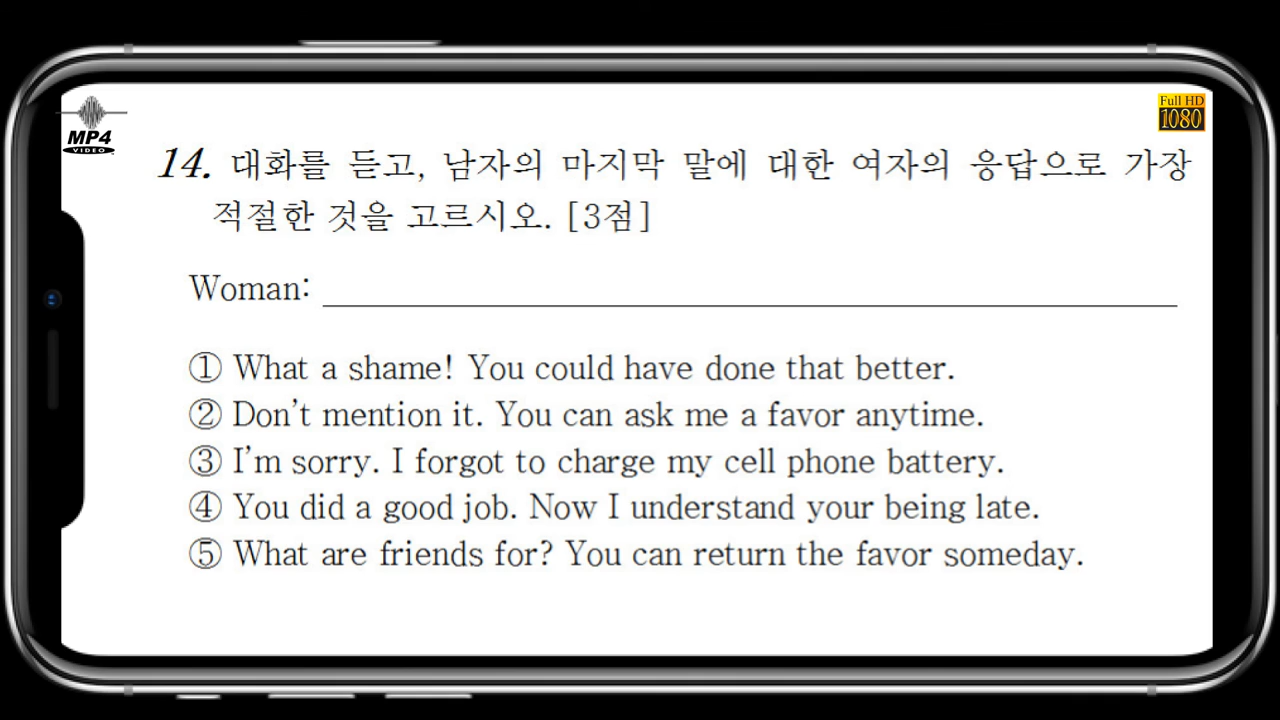 MP4
VIDEO
Full HD
1080
14. 대화를 듣고, 남자의 마지막 말에 대한 여자의 응답으로 가장
적절한 것을 고르시오. [3점]
Woman:
① What a shame! You could have done that better.
② Don't mention it. You can ask me a favor anytime.
③ I'm sorry. I forgot to charge my cell phone battery.
④ You did a good job. Now I understand your being late.
⑤ What are friends for? You can return the favor someday.